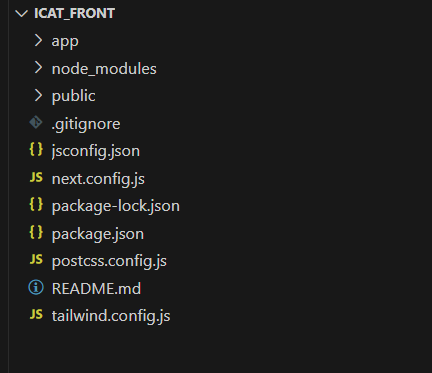 ICAT_FRONT
app
node_modules
public
.gitignore
{} jsconfig.json
JS next.config.js
{} package-lock.json
{} package.json
JS postcss.config.js
README.md
JS tailwind.config.js